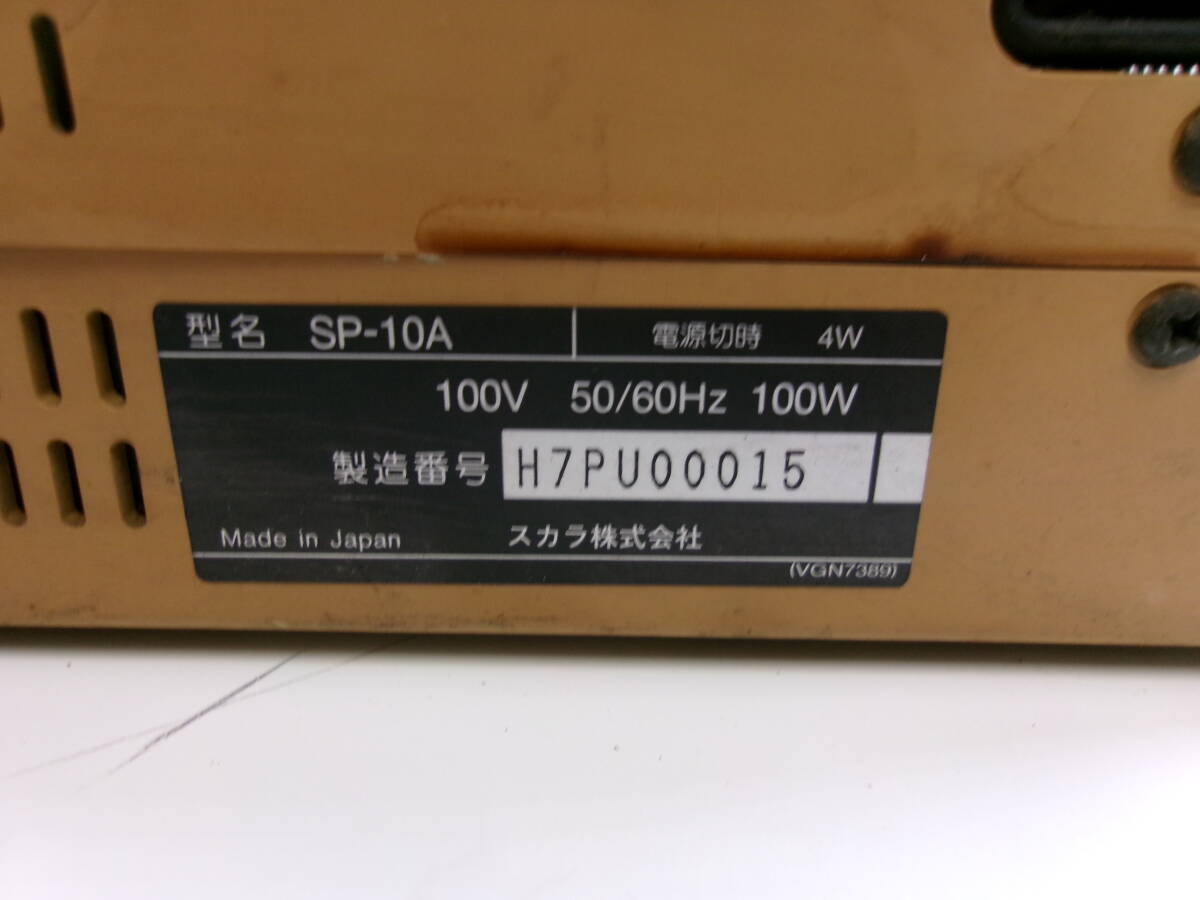 型名 SP-10A 電源切時 4W
100V 50/60Hz 100W
製造番号 H7PU00015
Made in Japan スカラ株式会社
(VGN7389)